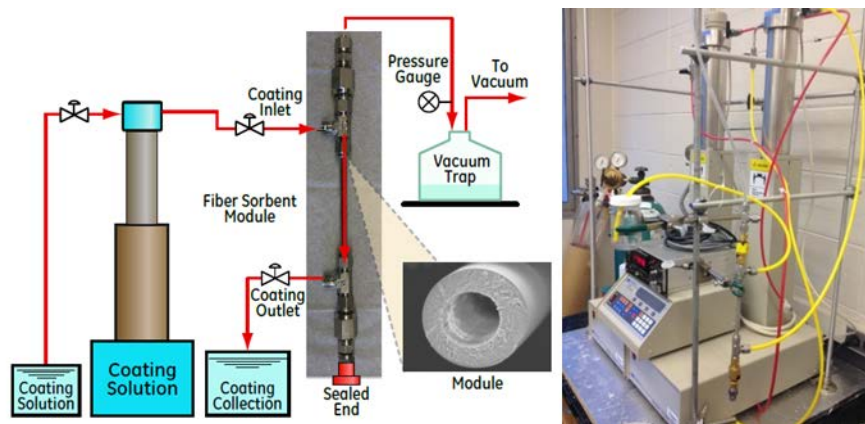 Coating
Inlet
Pressure
Gauge
To
Vacuum
Vacuum
Trap
Fiber Sorbent
Module
Coating
Outlet
Coating
Solution
Coating
Solution
Coating
Collection
Sealed
End
Module